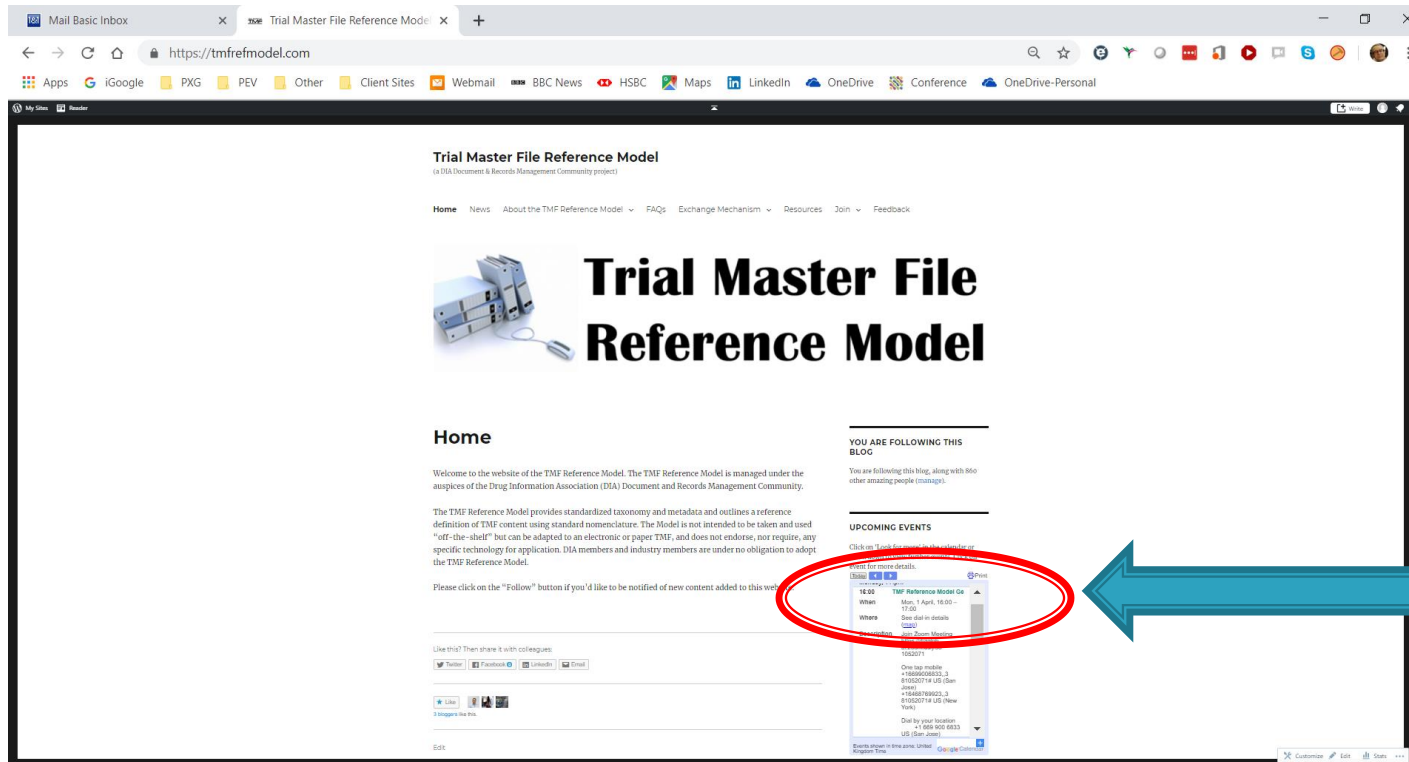 Mail Basic Inbox
Trial Master File Reference Mode
https://tmfrefmodel.com
Apps iGoogle PXG PEV Other Client Sites Webmail BBC News HSBC Maps LinkedIn OneDrive Conference OneDrive-Personal
My Sites Reader Write
Trial Master File Reference Model
(a DIA Document & Records Management Community project)
Home News About the TMF Reference Model FAQs Exchange Mechanism Resources Join Feedback
Trial Master File
Reference Model
Home
Welcome to the website of the TMF Reference Model. The TMF Reference Model is managed under the
auspices of the Drug Information Association (DIA) Document and Records Management Community.
The TMF Reference Model provides standardized taxonomy and metadata and outlines a reference
definition of TMF content using standard nomenclature. The Model is not intended to be taken and used
“off-the-shelf” but can be adapted to an electronic or paper TMF, and does not endorse, nor require, any
specific technology for application. DIA members and industry members are under no obligation to adopt
the TMF Reference Model.
Please click on the “Follow” button if you’d like to be notified of new content added to this
Like this? Then share it with colleagues:
Twitter Facebook LinkedIn Email
Like
3 bloggers like this.
Edit
YOU ARE FOLLOWING THIS
BLOG
You are following this blog, along with 860
other amazing people (manage).
UPCOMING EVENTS
Click on 'Look for more' in the calendar or
event for more details.
Today Print
16:00 TMF Reference Model Ge
When Mon, 1 April, 16:00 –
17:00
Where See dial-in details
(map)
Description Join Zoom Meeting
1052071
One tap mobile
+16699006833,,3
81052071# US (San
Jose)
+16468769923,,3
81052071# US (New
York)
Dial by your location
+1 669 900 6833
US (San Jose)
Events shown in time zone: United
Kingdom Time
Google Calendar
Customize Edit Stats